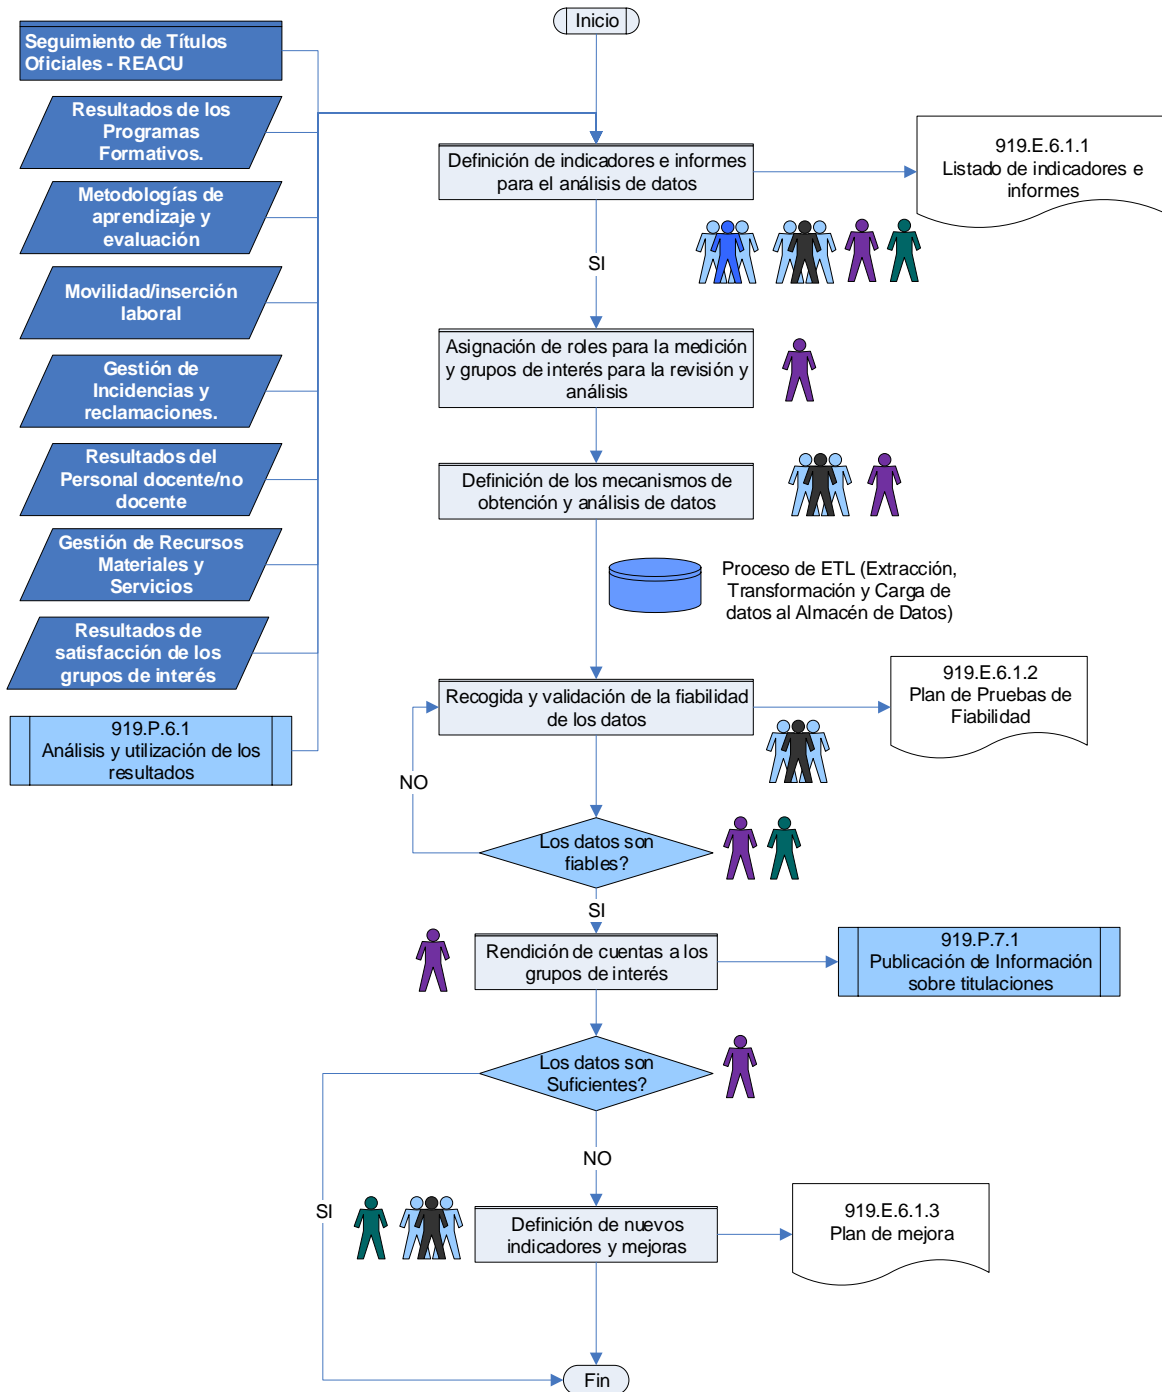 Inicio
Seguimiento de Títulos
Oficiales - REACU
Resultados de los
Programas
Formativos.
Metodologías de
aprendizaje y
evaluación
Movilidad/inserción
laboral
Gestión de
Incidencias y
reclamaciones.
Resultados del
Personal docente/no
docente
Gestión de Recursos
Materiales y
Servicios
Resultados de
satisfacción de los
grupos de interés
919.P.6.1
Análisis y utilización de los
resultados
Definición de indicadores e informes
para el análisis de datos
919.E.6.1.1
Listado de indicadores e
informes
SI
Asignación de roles para la medición
y grupos de interés para la revisión y
análisis
Definición de los mecanismos de
obtención y análisis de datos
Proceso de ETL (Extracción,
Transformación y Carga de
datos al Almacén de Datos)
Recogida y validación de la fiabilidad
de los datos
919.E.6.1.2
Plan de Pruebas de
Fiabilidad
NO
Los datos son
fiables?
SI
Rendición de cuentas a los
grupos de interés
919.P.7.1
Publicación de Información
sobre titulaciones
Los datos son
Suficientes?
NO
SI
Definición de nuevos
indicadores y mejoras
919.E.6.1.3
Plan de mejora
Fin